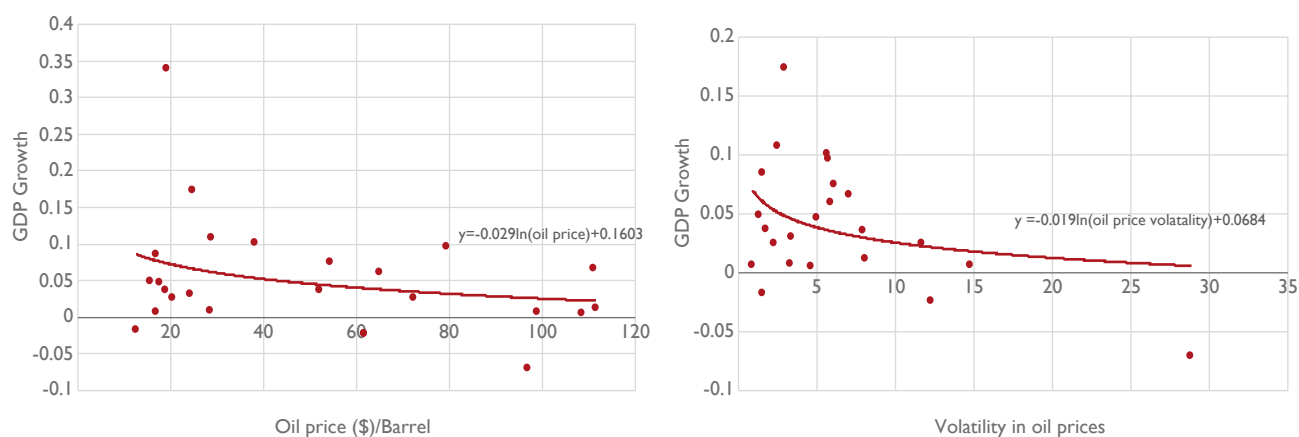 0.4
0.35
0.3
0.25
0.2
0.15
0.1
0.05
0
-0.05
-0.1
GDP Growth
y=-0.029ln(oil price)+0.1603
20 40 60 80 100 120
Oil price ($)/Barrel
0.2
0.15
0.1
0.05
0
-0.05
-0.1
GDP Growth
y =-0.019ln(oil price volatality)+0.0684
5 10 15 20 25 30 35
Volatility in oil prices